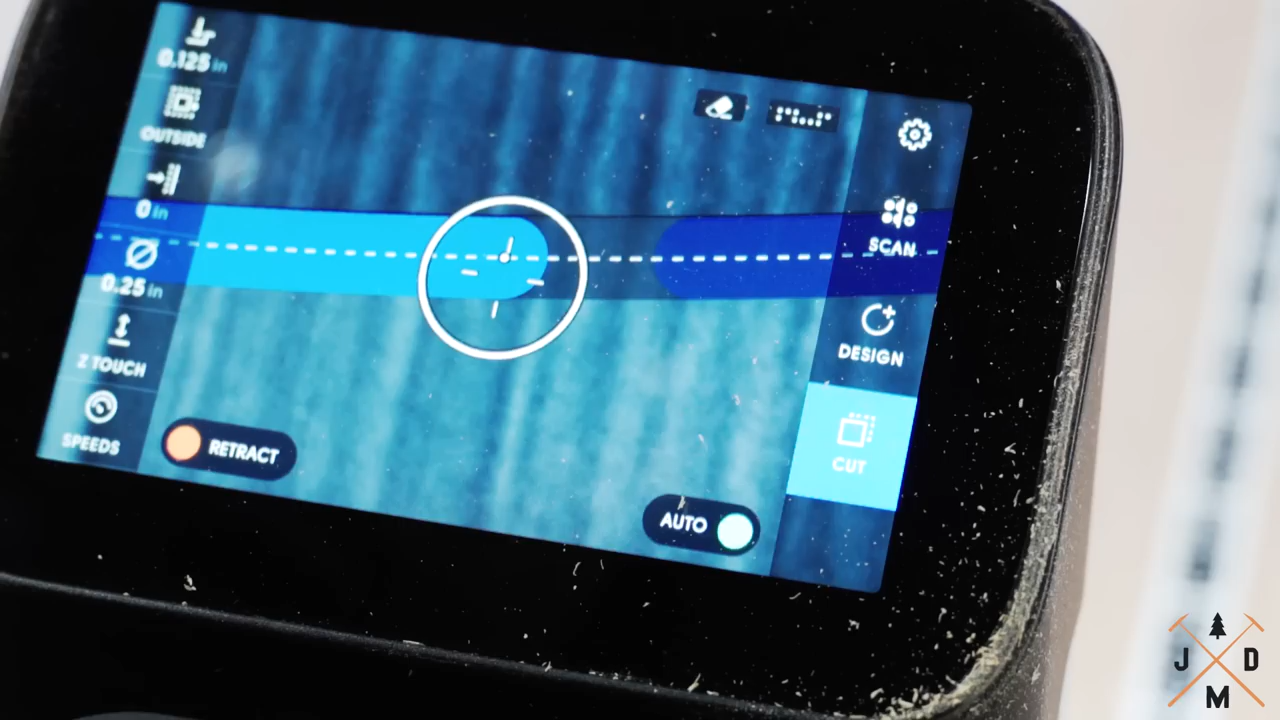 0.125 in
OUTSIDE
0 in
0.25 in
Z TOUCH
SPEEDS
RETRACT
AUTO
SCAN
DESIGN
CUT
J D
M